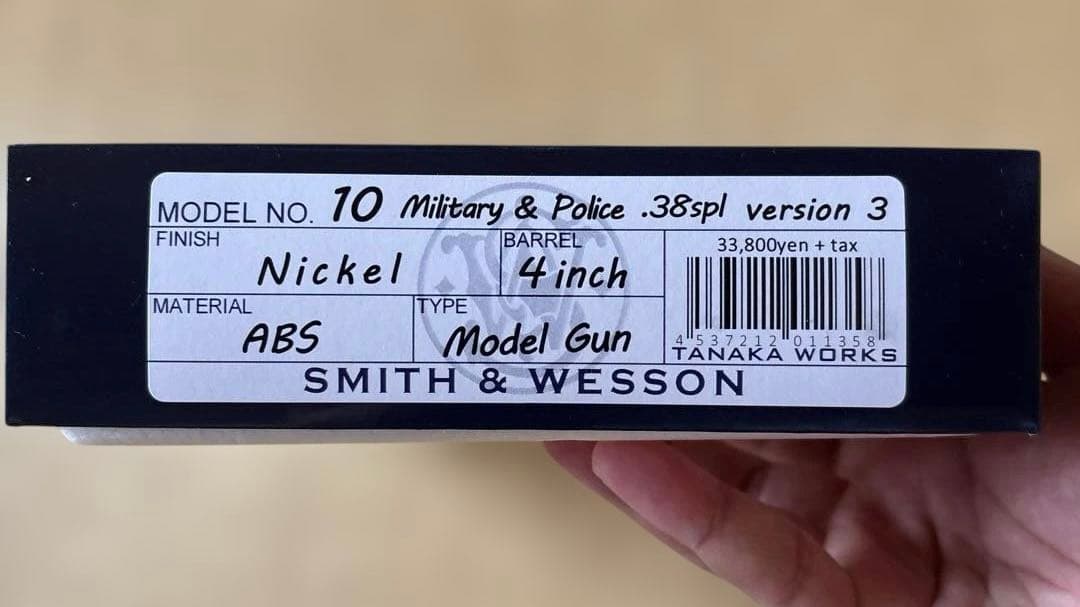 MODEL NO. 10 Military & Police .38spl version 3
FINISH
Nickel
BARREL
4 inch
33,800yen + tax
MATERIAL
ABS
TYPE
Model Gun
4 537212 011358
TANAKA WORKS
SMITH & WESSON